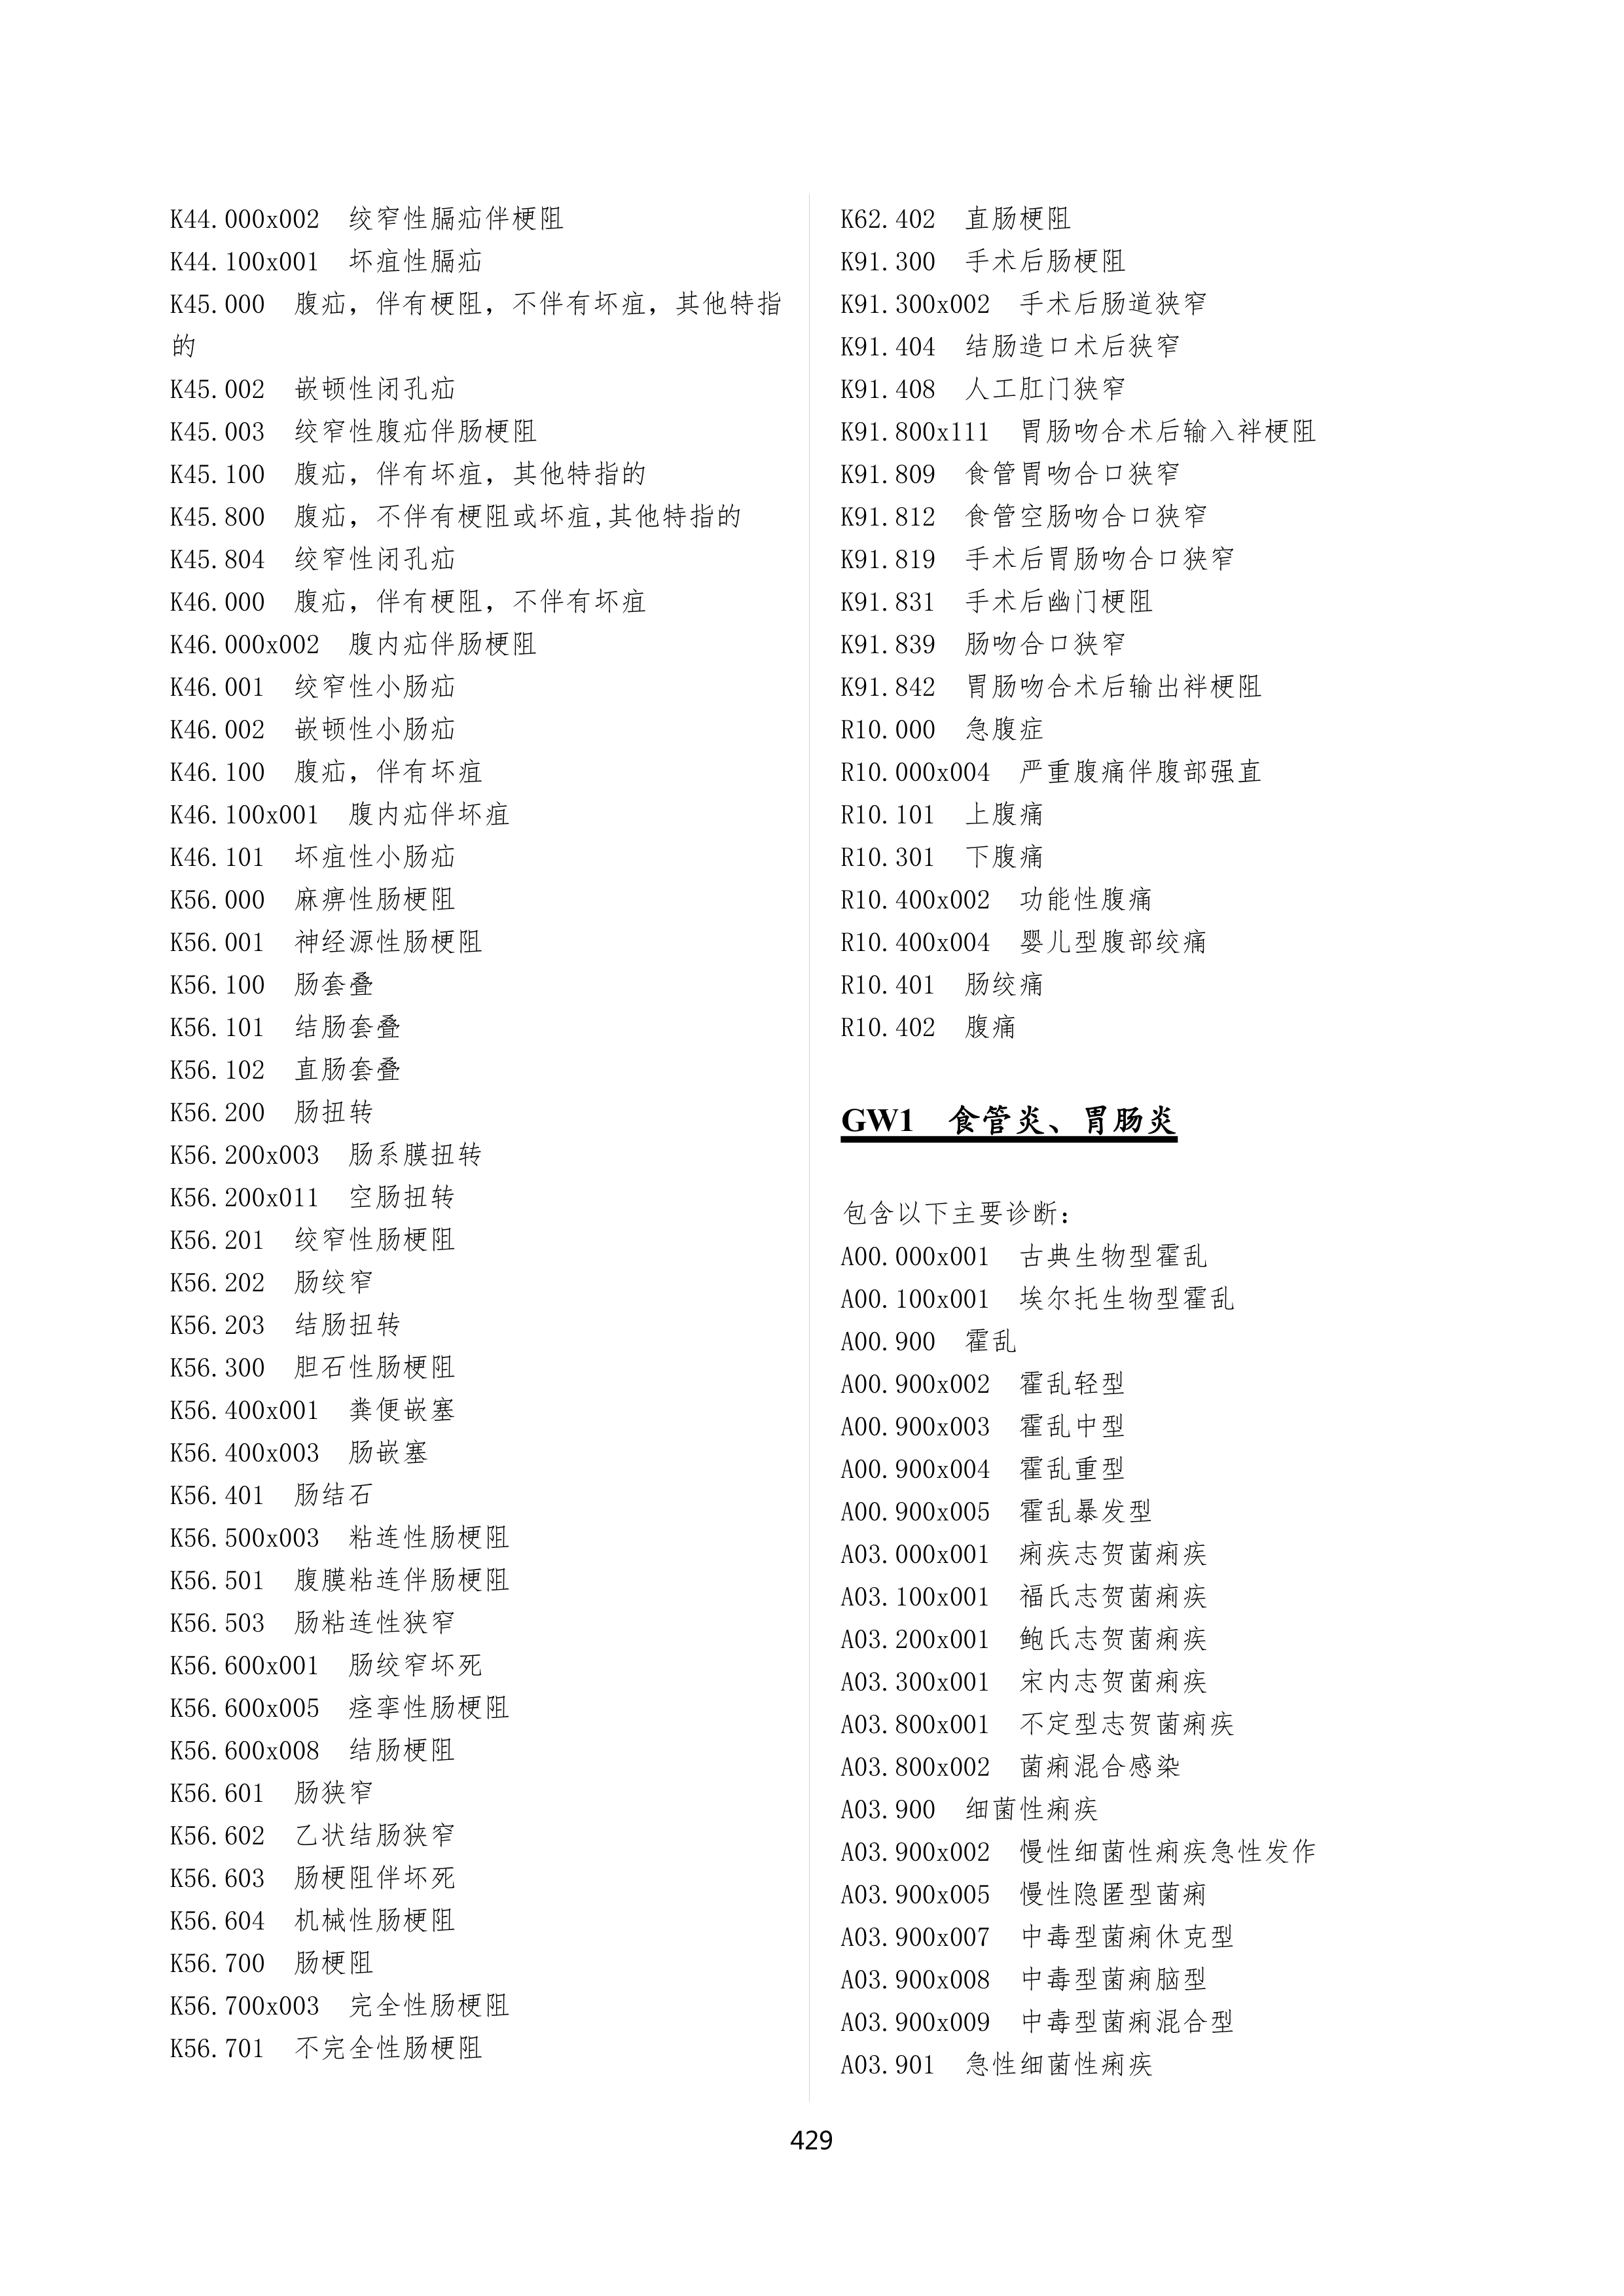 K44.000x002 绞窄性膈疝伴梗阻
K44.100x001 坏疽性膈疝
K45.000 腹疝，伴有梗阻，不伴有坏疽，其他特指
的
K45.002 嵌顿性闭孔疝
K45.003 绞窄性腹疝伴肠梗阻
K45.100 腹疝，伴有坏疽，其他特指的
K45.800 腹疝，不伴有梗阻或坏疽,其他特指的
K45.804 绞窄性闭孔疝
K46.000 腹疝，伴有梗阻，不伴有坏疽
K46.000x002 腹内疝伴肠梗阻
K46.001 绞窄性小肠疝
K46.002 嵌顿性小肠疝
K46.100 腹疝，伴有坏疽
K46.100x001 腹内疝伴坏疽
K46.101 坏疽性小肠疝
K56.000 麻痹性肠梗阻
K56.001 神经源性肠梗阻
K56.100 肠套叠
K56.101 结肠套叠
K56.102 直肠套叠
K56.200 肠扭转
K56.200x003 肠系膜扭转
K56.200x011 空肠扭转
K56.201 绞窄性肠梗阻
K56.202 肠绞窄
K56.203 结肠扭转
K56.300 胆石性肠梗阻
K56.400x001 粪便嵌塞
K56.400x003 肠嵌塞
K56.401 肠结石
K56.500x003 粘连性肠梗阻
K56.501 腹膜粘连伴肠梗阻
K56.503 肠粘连性狭窄
K56.600x001 肠绞窄坏死
K56.600x005 痉挛性肠梗阻
K56.600x008 结肠梗阻
K56.601 肠狭窄
K56.602 乙状结肠狭窄
K56.603 肠梗阻伴坏死
K56.604 机械性肠梗阻
K56.700 肠梗阻
K56.700x003 完全性肠梗阻
K56.701 不完全性肠梗阻
K62.402 直肠梗阻
K91.300 手术后肠梗阻
K91.300x002 手术后肠道狭窄
K91.404 结肠造口术后狭窄
K91.408 人工肛门狭窄
K91.800x111 胃肠吻合术后输入袢梗阻
K91.809 食管胃吻合口狭窄
K91.812 食管空肠吻合口狭窄
K91.819 手术后胃肠吻合口狭窄
K91.831 手术后幽门梗阻
K91.839 肠吻合口狭窄
K91.842 胃肠吻合术后输出袢梗阻
R10.000 急腹症
R10.000x004 严重腹痛伴腹部强直
R10.101 上腹痛
R10.301 下腹痛
R10.400x002 功能性腹痛
R10.400x004 婴儿型腹部绞痛
R10.401 肠绞痛
R10.402 腹痛
GW1 食管炎、胃肠炎
包含以下主要诊断：
A00.000x001 古典生物型霍乱
A00.100x001 埃尔托生物型霍乱
A00.900 霍乱
A00.900x002 霍乱轻型
A00.900x003 霍乱中型
A00.900x004 霍乱重型
A00.900x005 霍乱暴发型
A03.000x001 痢疾志贺菌痢疾
A03.100x001 福氏志贺菌痢疾
A03.200x001 鲍氏志贺菌痢疾
A03.300x001 宋内志贺菌痢疾
A03.800x001 不定型志贺菌痢疾
A03.800x002 菌痢混合感染
A03.900 细菌性痢疾
A03.900x002 慢性细菌性痢疾急性发作
A03.900x005 慢性隐匿型菌痢
A03.900x007 中毒型菌痢休克型
A03.900x008 中毒型菌痢脑型
A03.900x009 中毒型菌痢混合型
A03.901 急性细菌性痢疾
429